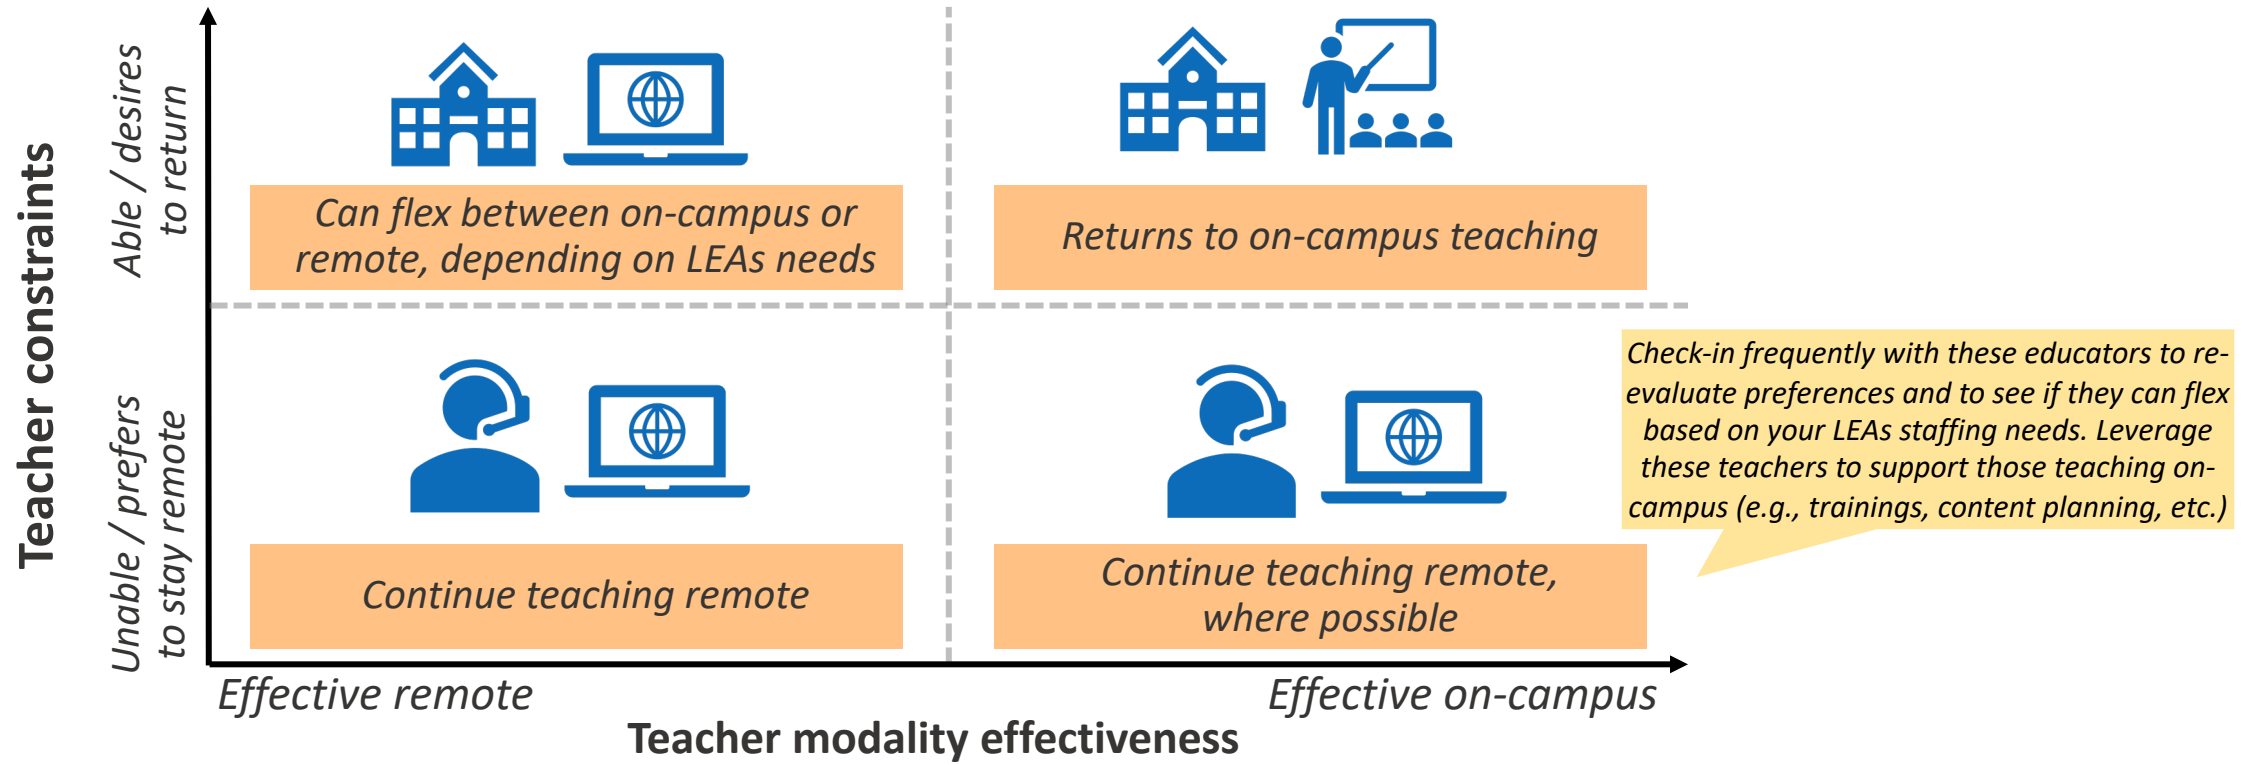 Teacher constraints
Able / desires
to return
Unable / prefers
to stay remote
Can flex between on-campus or
remote, depending on LEAs needs
Returns to on-campus teaching
Continue teaching remote
Continue teaching remote,
where possible
Check-in frequently with these educators to re-
evaluate preferences and to see if they can flex
based on your LEAs staffing needs. Leverage
these teachers to support those teaching on-
campus (e.g., trainings, content planning, etc.)
Effective remote
Effective on-campus
Teacher modality effectiveness